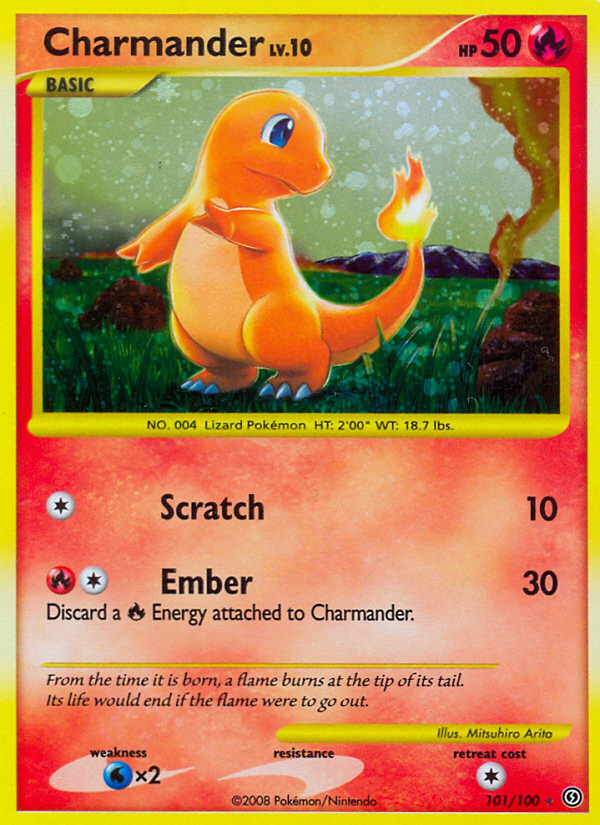 Charmander LV.10 HP 50
BASIC
NO. 004 Lizard Pokémon HT: 2'00" WT: 18.7 lbs.
Scratch 10
Ember 30
Discard a Energy attached to Charmander.
From the time it is born, a flame burns at the tip of its tail.
Its life would end if the flame were to go out.
Illus. Mitsuhiro Arita
weakness resistance retreat cost
×2
©2008 Pokémon/Nintendo 101/100 ★